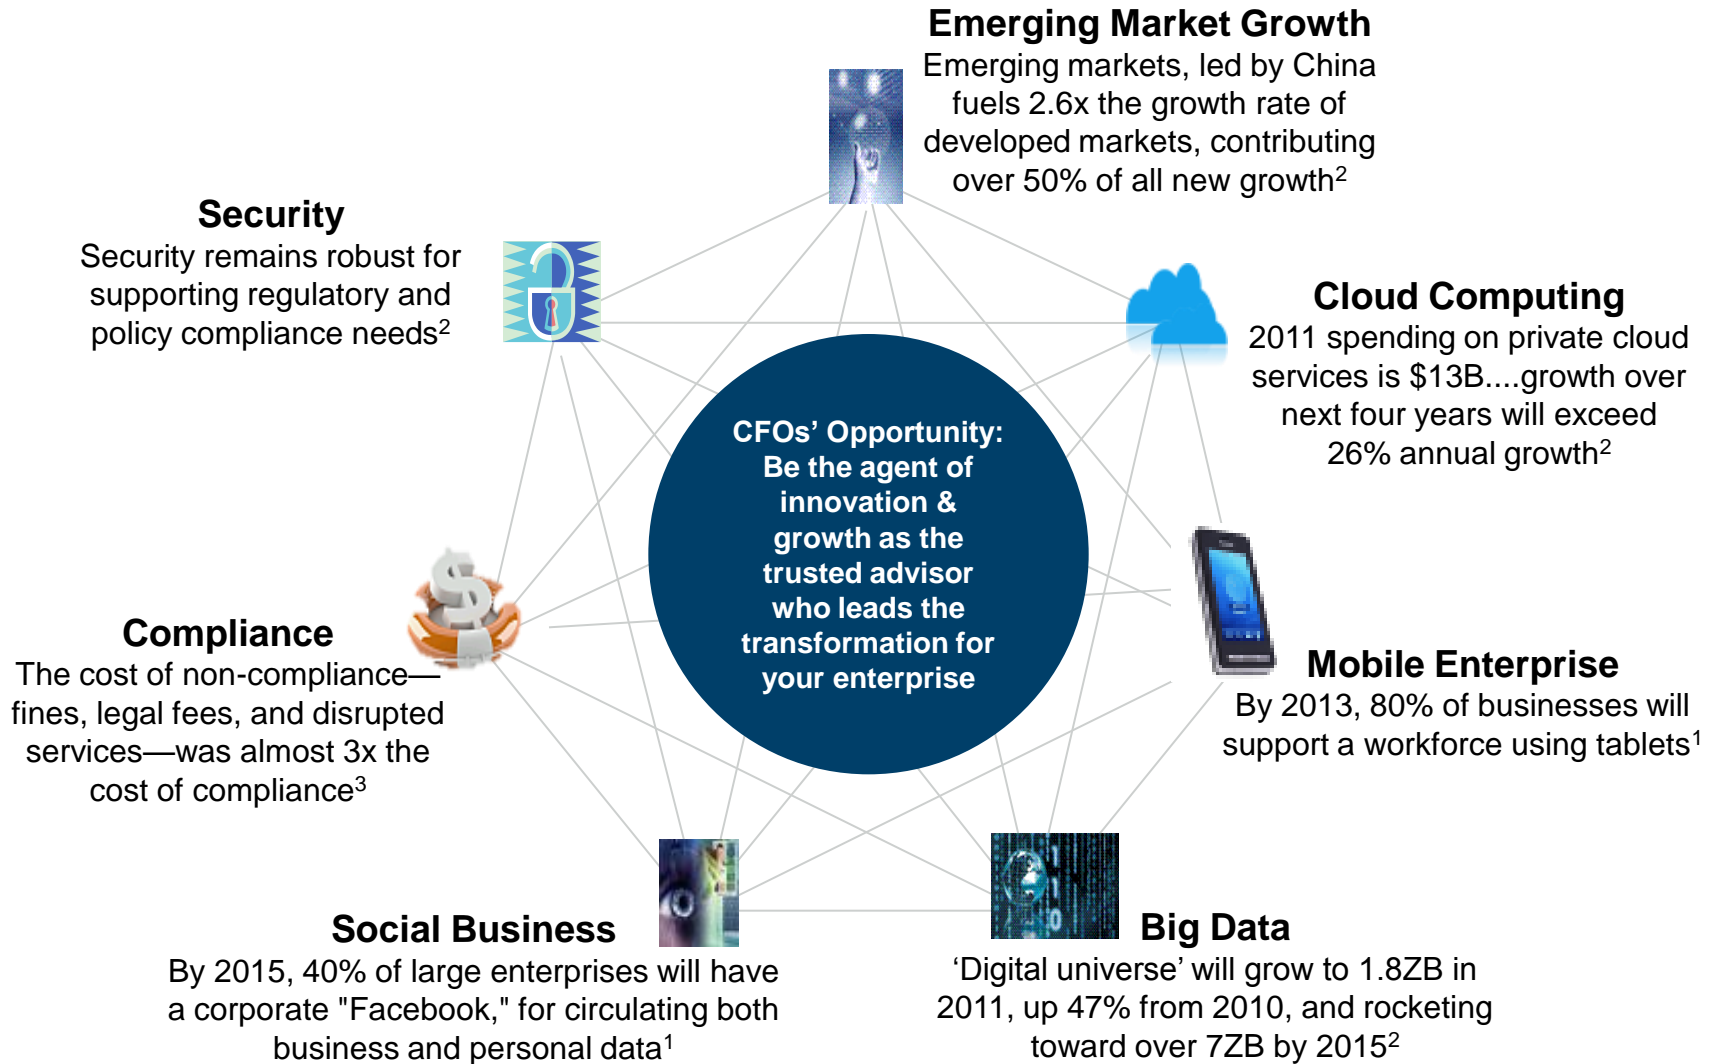 Emerging Market Growth
Emerging markets, led by China
fuels 2.6x the growth rate of
developed markets, contributing
over 50% of all new growth²
Security
Security remains robust for
supporting regulatory and
policy compliance needs²
Cloud Computing
2011 spending on private cloud
services is $13B....growth over
next four years will exceed
26% annual growth²
CFOs’ Opportunity:
Be the agent of
innovation &
growth as the
trusted advisor
who leads the
transformation for
your enterprise
Compliance
The cost of non-compliance—
fines, legal fees, and disrupted
services—was almost 3x the
cost of compliance³
Mobile Enterprise
By 2013, 80% of businesses will
support a workforce using tablets¹
Social Business
By 2015, 40% of large enterprises will have
a corporate "Facebook," for circulating both
business and personal data¹
Big Data
‘Digital universe’ will grow to 1.8ZB in
2011, up 47% from 2010, and rocketing
toward over 7ZB by 2015²